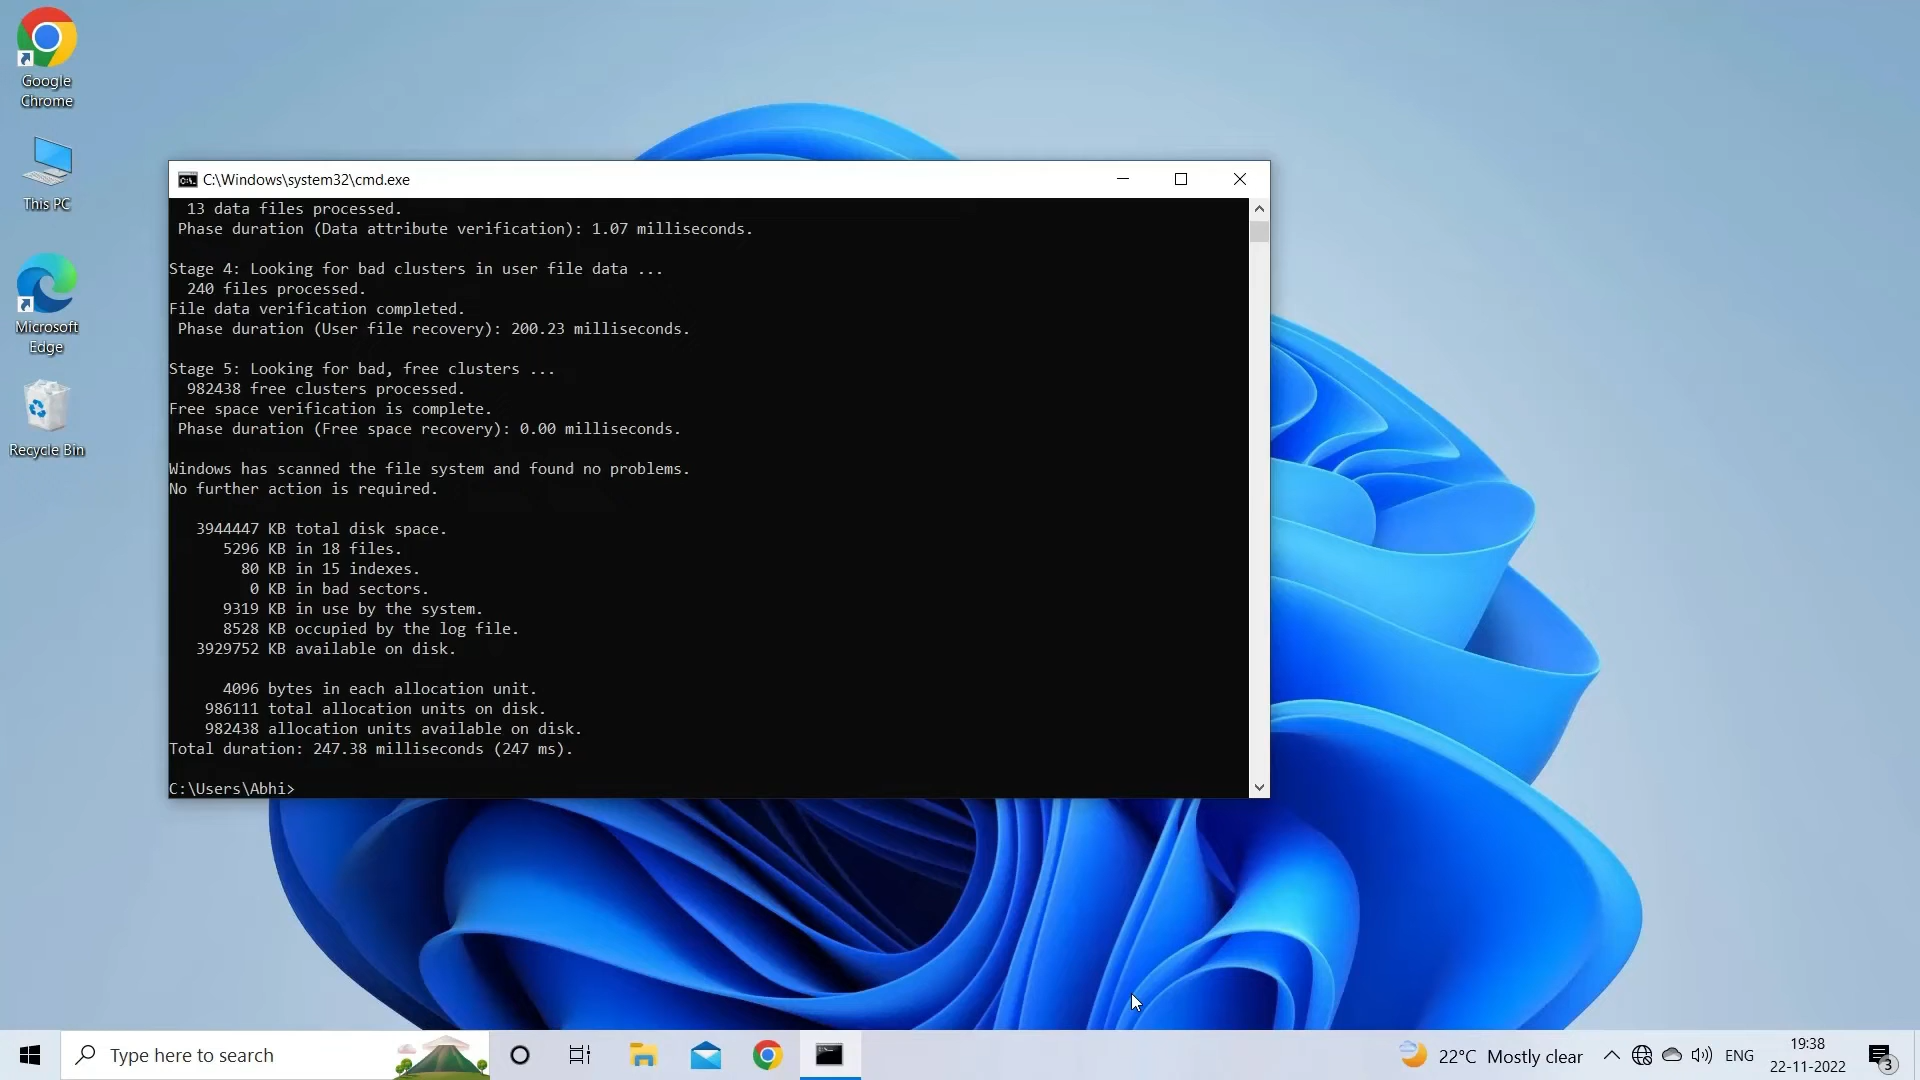 Google
Chrome
This PC
Microsoft
Edge
Recycle Bin
C:\Windows\system32\cmd.exe
13 data files processed.
Phase duration (Data attribute verification): 1.07 milliseconds.
Stage 4: Looking for bad clusters in user file data ...
240 files processed.
File data verification completed.
Phase duration (User file recovery): 200.23 milliseconds.
Stage 5: Looking for bad, free clusters ...
982438 free clusters processed.
Free space verification is complete.
Phase duration (Free space recovery): 0.00 milliseconds.
Windows has scanned the file system and found no problems.
No further action is required.
3944447 KB total disk space.
5296 KB in 18 files.
80 KB in 15 indexes.
0 KB in bad sectors.
9319 KB in use by the system.
8528 KB occupied by the log file.
3929752 KB available on disk.
4096 bytes in each allocation unit.
986111 total allocation units on disk.
982438 allocation units available on disk.
Total duration: 247.38 milliseconds (247 ms).
C:\Users\Abhi>
Type here to search
22°C Mostly clear
ENG
19:38
22-11-2022
3